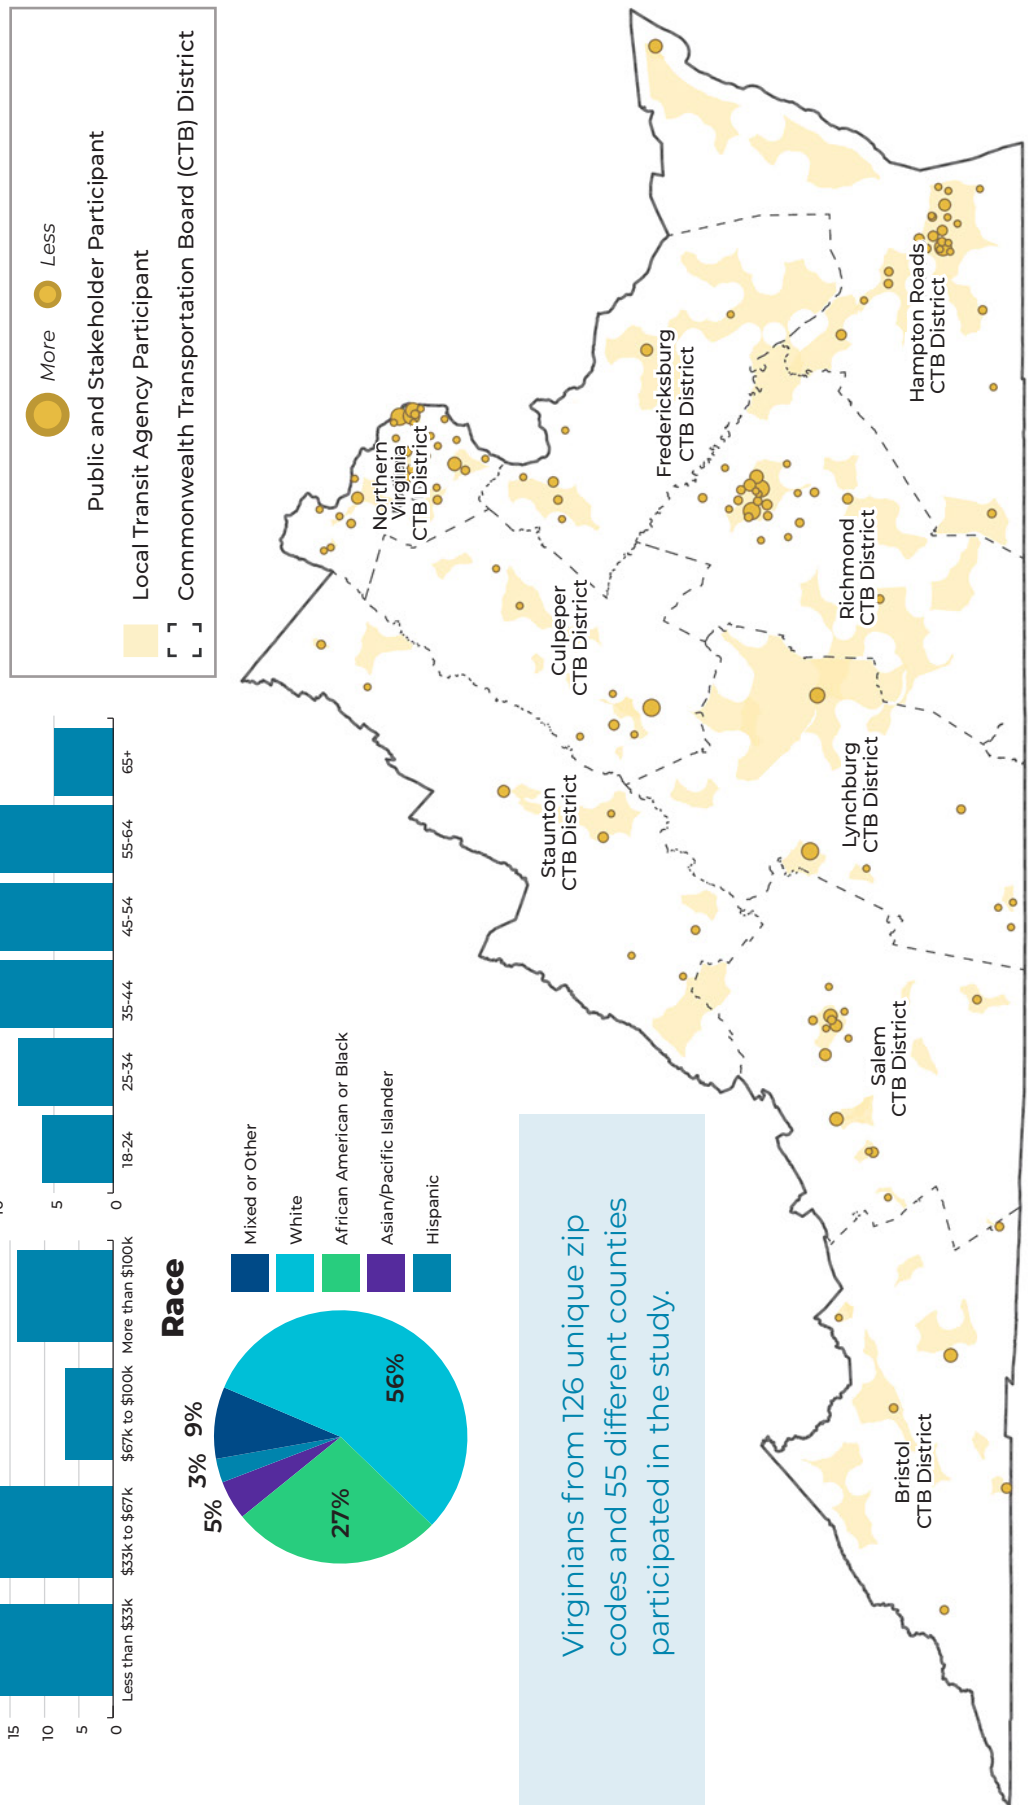 15
10
5
0
Less than $33k
$33k to $67k
$67k to $100k
More than $100k
5
0
18-24
25-34
35-44
45-54
55-64
65+
Race
9%
3%
5%
27%
56%
Mixed or Other
White
African American or Black
Asian/Pacific Islander
Hispanic
Virginians from 126 unique zip
codes and 55 different counties
participated in the study.
More
Less
Public and Stakeholder Participant
Local Transit Agency Participant
Commonwealth Transportation Board (CTB) District
Northern
Virginia
CTB District
Culpeper
CTB District
Staunton
CTB District
Fredericksburg
CTB District
Richmond
CTB District
Hampton Roads
CTB District
Lynchburg
CTB District
Salem
CTB District
Bristol
CTB District